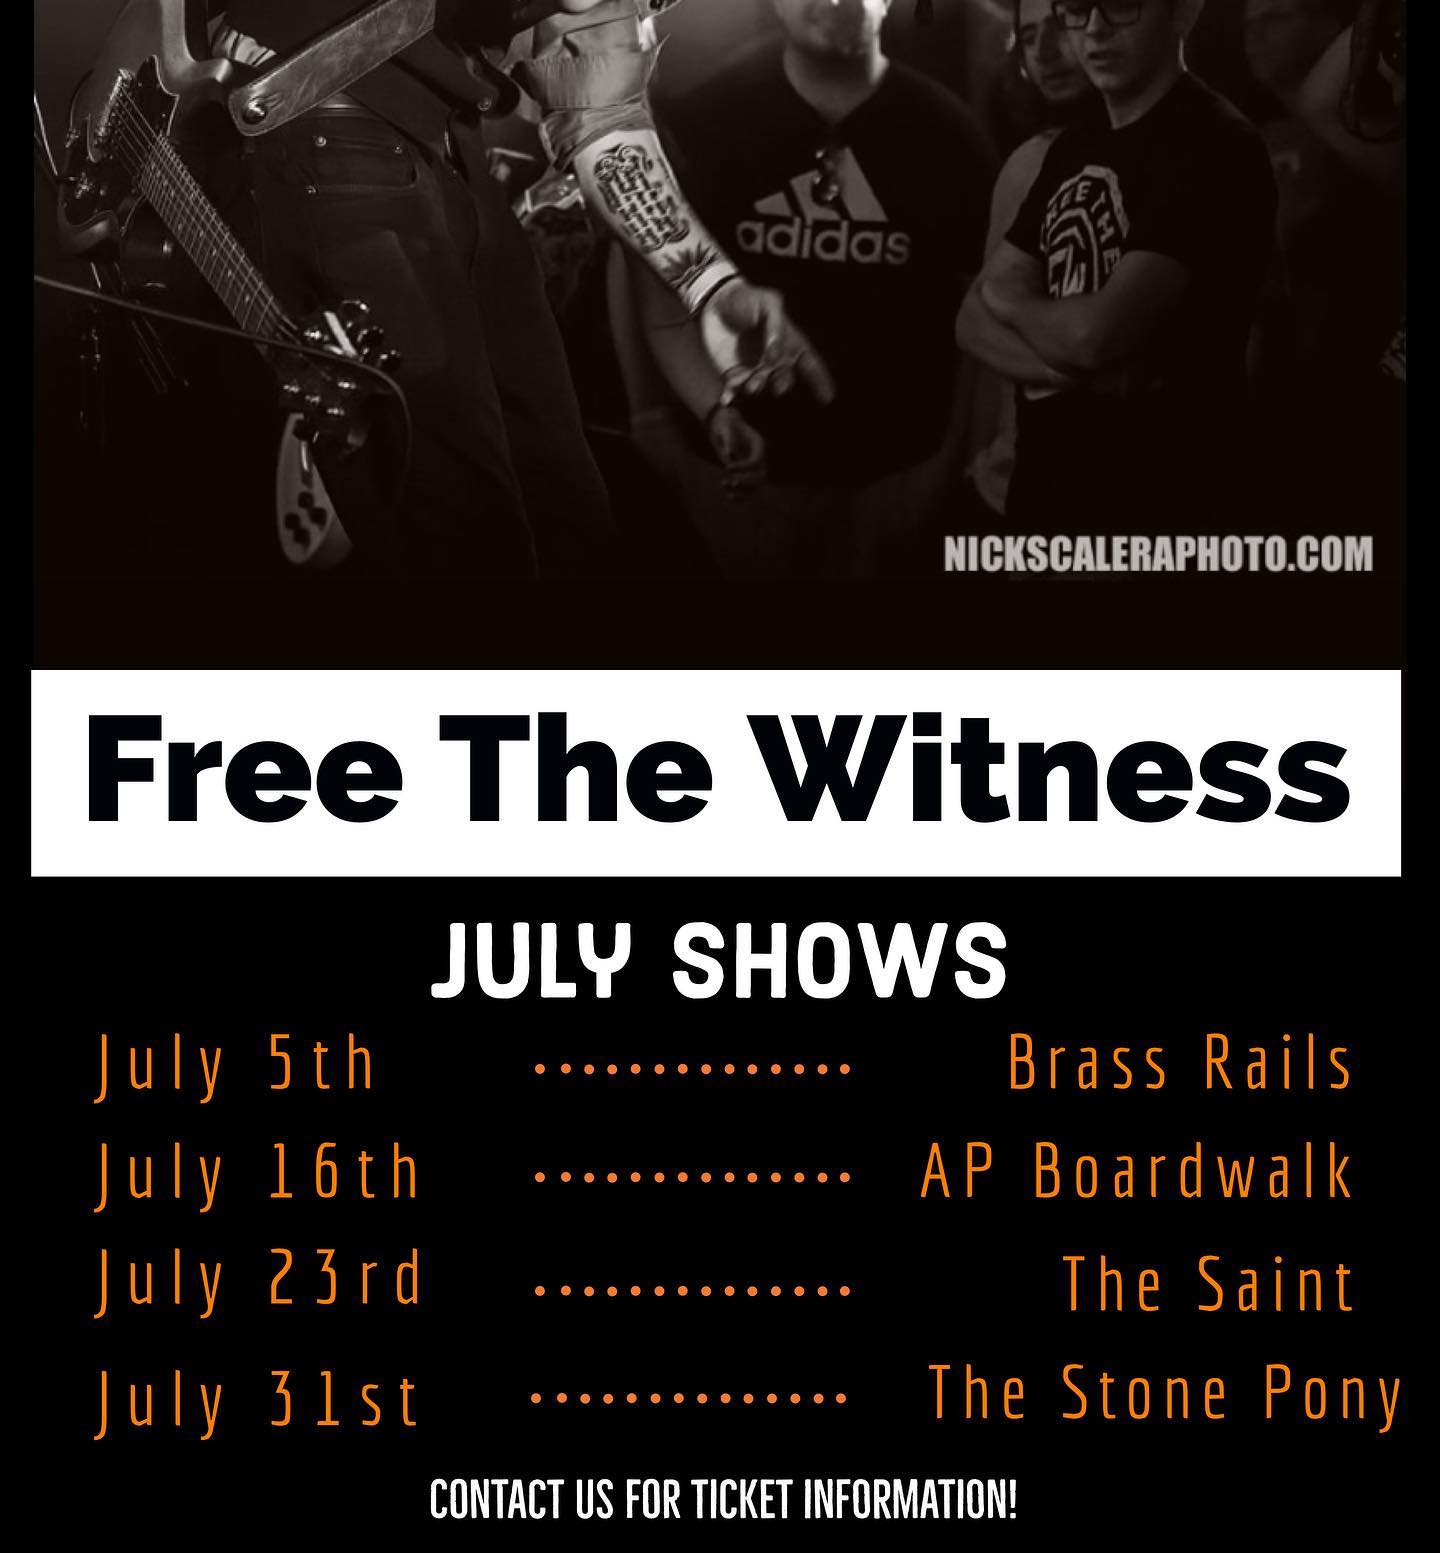 adidas
NICKSCALERAPHOTO.COM
Free The Witness
JULY SHOWS
July 5th .............. Brass Rails
July 16th .............. AP Boardwalk
July 23rd .............. The Saint
July 31st .............. The Stone Pony
CONTACT US FOR TICKET INFORMATION!